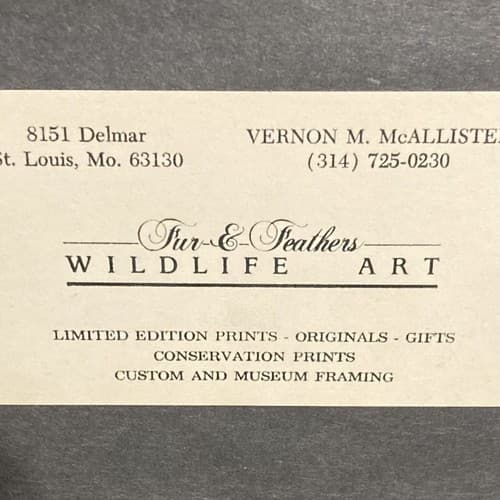 8151 Delmar
St. Louis, Mo. 63130
VERNON M. McALLISTE
(314) 725-0230
Fur & Feathers
WILDLIFE ART
LIMITED EDITION PRINTS - ORIGINALS - GIFTS
CONSERVATION PRINTS
CUSTOM AND MUSEUM FRAMING